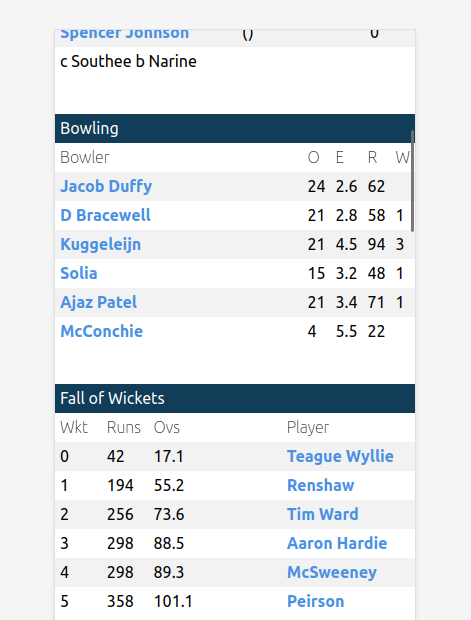 Spencer Johnson () 0
c Southee b Narine
Bowling
Bowler O E R W
Jacob Duffy 24 2.6 62
D Bracewell 21 2.8 58 1
Kuggeleijn 21 4.5 94 3
Solia 15 3.2 48 1
Ajaz Patel 21 3.4 71 1
McConchie 4 5.5 22
Fall of Wickets
Wkt Runs Ovs Player
0 42 17.1 Teague Wyllie
1 194 55.2 Renshaw
2 256 73.6 Tim Ward
3 298 88.5 Aaron Hardie
4 298 89.3 McSweeney
5 358 101.1 Peirson